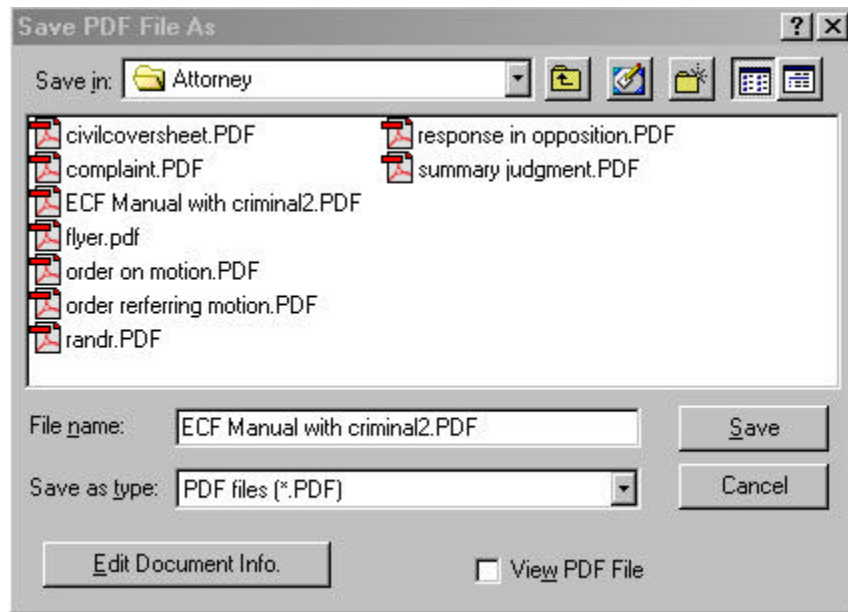 Save PDF File As
Save in: Attorney
civilcoversheet.PDF
complaint.PDF
ECF Manual with criminal2.PDF
flyer.pdf
order on motion.PDF
order rerferring motion.PDF
randr.PDF
response in opposition.PDF
summary judgment.PDF
File name: ECF Manual with criminal2.PDF Save
Save as type: PDF files (*.PDF) Cancel
Edit Document Info. View PDF File